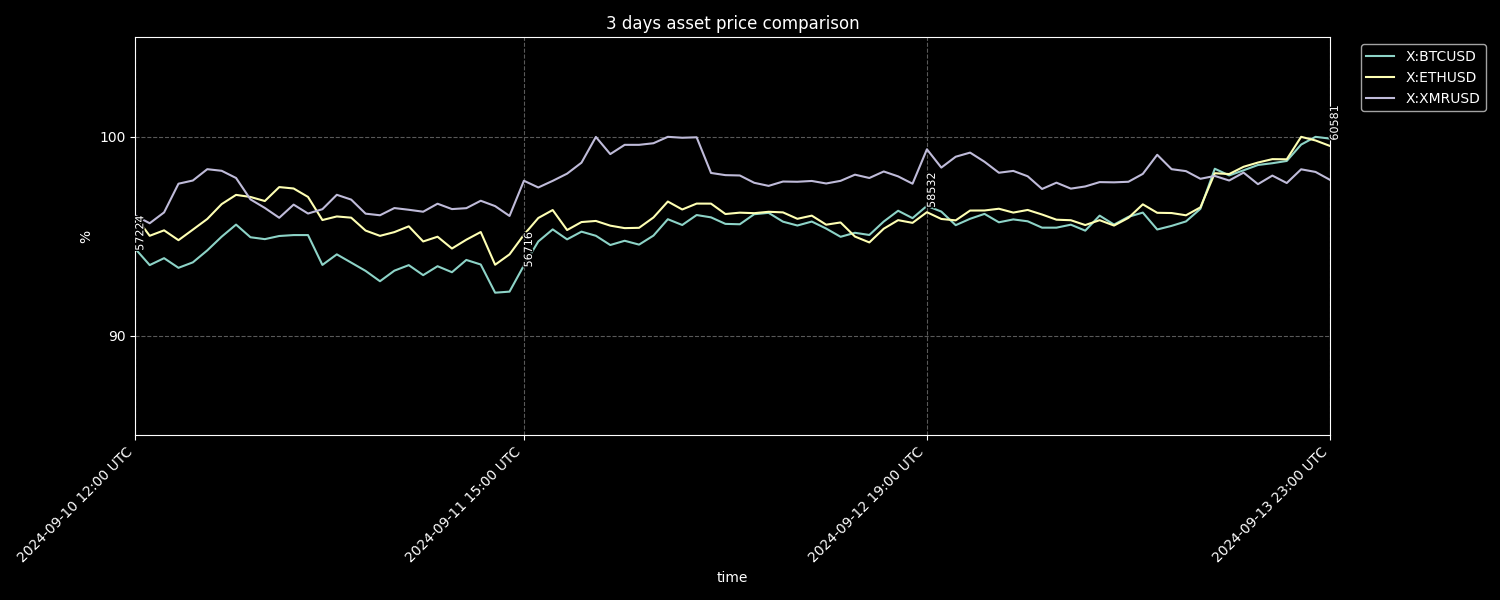 3 days asset price comparison
X:BTCUSD
X:ETHUSD
X:XMRUSD
100
90
%
57224
56716
58532
60581
2024-09-10 12:00 UTC
2024-09-11 15:00 UTC
2024-09-12 19:00 UTC
2024-09-13 23:00 UTC
time